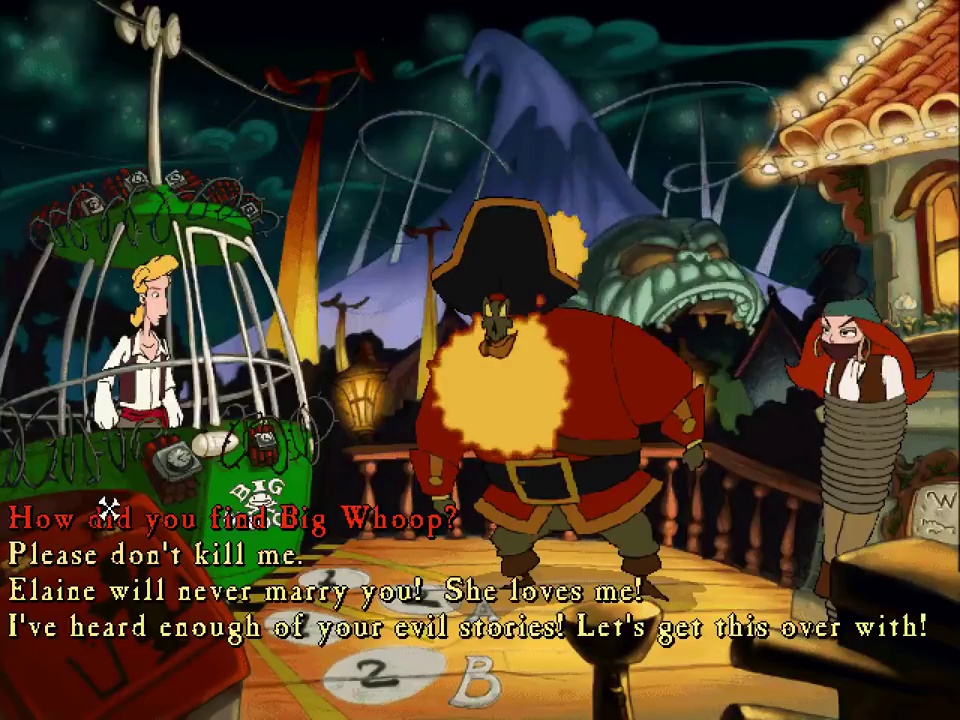 BIG
How did you find Big Whoop?
Please don't kill me.
Elaine will never marry you!  She loves me!
I've heard enough of your evil stories! Let's get this over with!
2
B